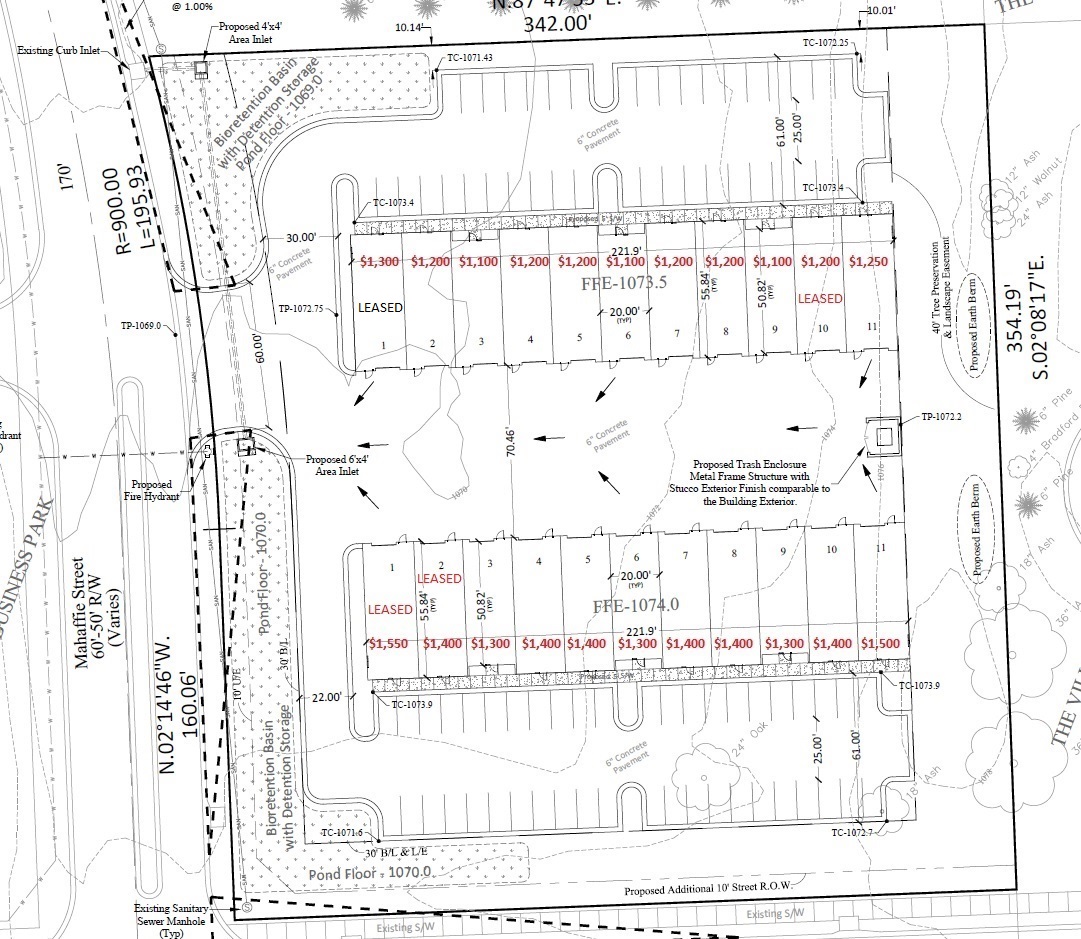 @ 1.00%
N.87°47'53"E.
342.00'
10.14'
10.01'
THE
Proposed 4'x4'
Area Inlet
Existing Curb Inlet
TC-1071.43
TC-1072.25
Bioretention Basin
with Detention Storage
Pond Floor - 1069.0
6" Concrete
Pavement
61.00'
25.00'
170'
R=900.00
L=195.93
12" Ash
12" Walnut
24" Ash
TC-1073.4
TC-1073.4
Proposed 5' S/W
30.00'
6" Concrete
Pavement
221.9'
$1,300
$1,200
$1,100
$1,200
$1,200
$1,100
$1,200
$1,200
$1,100
$1,200
$1,250
FFE-1073.5
55.84'
(TYP)
50.82'
(TYP)
LEASED
LEASED
20.00'
(TYP)
1
2
3
4
5
6
7
8
9
10
11
TP-1072.75
TP-1069.0
60.00'
40' Tree Preservation
& Landscape Easement
Proposed Earth Berm
354.19'
S.02°08'17"E.
TP-1072.2
6" Pine
Bradford
6" Pine
70.46'
6" Concrete
Pavement
1074
1076
1070
1072
Proposed 6'x4'
Area Inlet
Proposed Trash Enclosure
Metal Frame Structure with
Stucco Exterior Finish comparable to
the Building Exterior.
Proposed
Fire Hydrant
Proposed Earth Berm
18" Ash
BUSINESS PARK
Mahaffie Street
60'-50' R/W
(Varies)
Pond Floor - 1070.0
1
2
3
4
5
6
7
8
9
10
11
LEASED
LEASED
55.84'
(TYP)
50.82'
(TYP)
20.00'
(TYP)
FFE-1074.0
221.9'
$1,550
$1,400
$1,300
$1,400
$1,400
$1,300
$1,400
$1,400
$1,300
$1,400
$1,500
Proposed 5' S/W
N.02°14'46"W.
160.06'
10' U/E
30' B/L
22.00'
TC-1073.9
TC-1073.9
Bioretention Basin
with Detention Storage
6" Concrete
Pavement
24" Oak
25.00'
61.00'
18" Ash
1078
36"
THE VIL
TC-1071.6
TC-1072.7
30' B/L & L/E
Pond Floor - 1070.0
Proposed Additional 10' Street R.O.W.
Existing Sanitary
Sewer Manhole
(Typ)
Existing S/W
Existing S/W